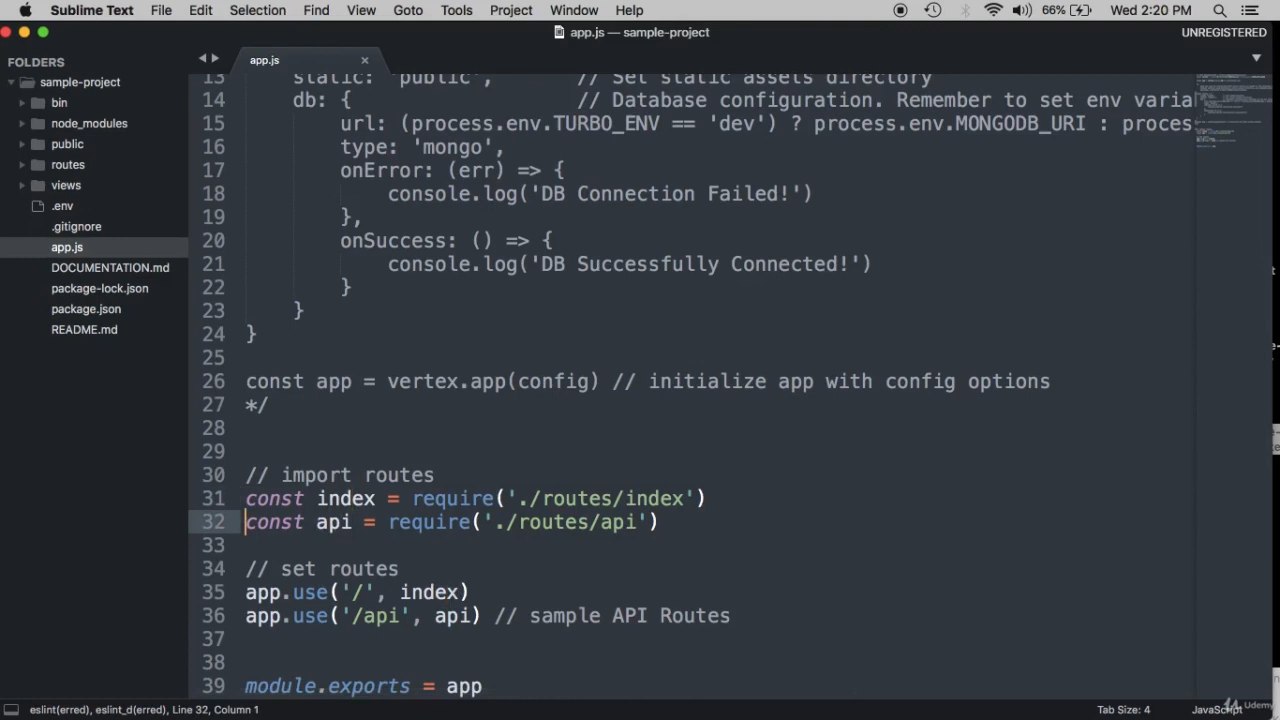 Sublime Text File Edit Selection Find View Goto Tools Project Window Help 66% Wed 2:20 PM
app.js — sample-project UNREGISTERED
FOLDERS
sample-project
bin
node_modules
public
routes
views
.env
.gitignore
app.js
DOCUMENTATION.md
package-lock.json
package.json
README.md
app.js
13 static: 'public', // Set static assets directory
14 db: { // Database configuration. Remember to set env varia
15 url: (process.env.TURBO_ENV == 'dev') ? process.env.MONGODB_URI : proces
16 type: 'mongo',
17 onError: (err) => {
18 console.log('DB Connection Failed!')
19 },
20 onSuccess: () => {
21 console.log('DB Successfully Connected!')
22 }
23 }
24 }
25
26 const app = vertex.app(config) // initialize app with config options
27 */
28
29
30 // import routes
31 const index = require('./routes/index')
32 const api = require('./routes/api')
33
34 // set routes
35 app.use('/', index)
36 app.use('/api', api) // sample API Routes
37
38
39 module.exports = app
eslint(erred), eslint_d(erred), Line 32, Column 1 Tab Size: 4 JavaScript
Udemy